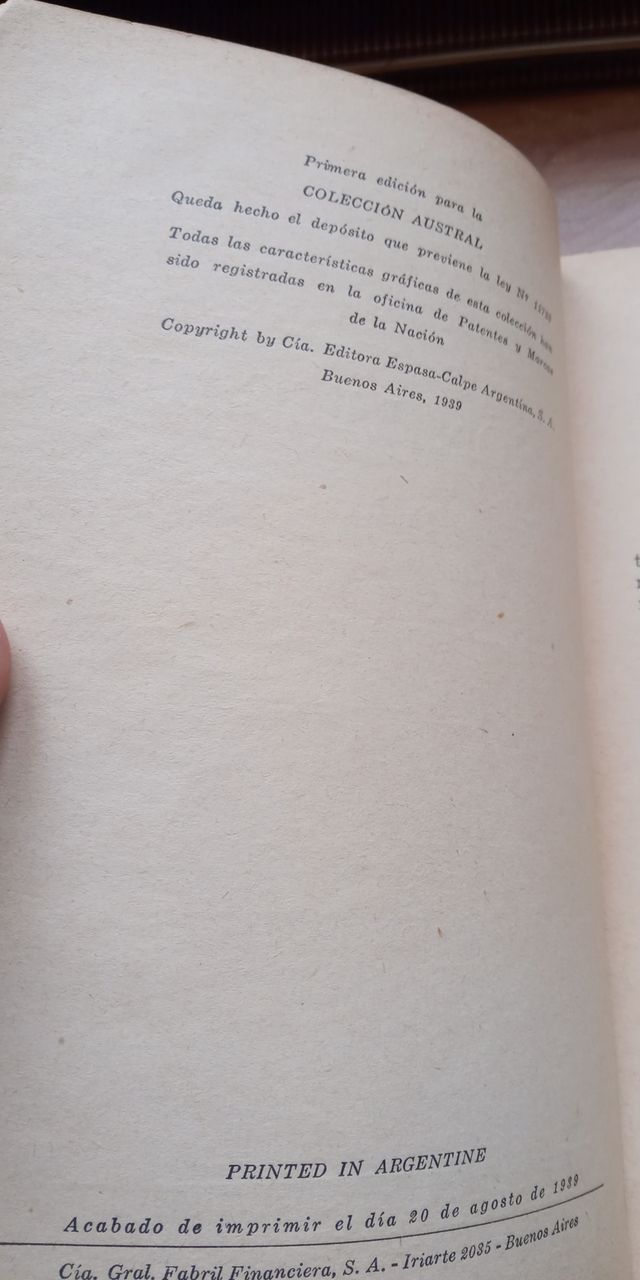 Primera edición para la
COLECCIÓN AUSTRAL
Queda hecho el depósito que previene la ley Nº
Todas las características gráficas de esta colección han
sido registradas en la oficina de Patentes y Marcas
de la Nación
Copyright by Cía. Editora Espasa-Calpe Argentina, S. A.
Buenos Aires, 1939
PRINTED IN ARGENTINE
Acabado de imprimir el día 20 de agosto de 1939
Cía. Gral. Fabril Financiera, S. A. - Iriarte 2035 - Buenos Aires